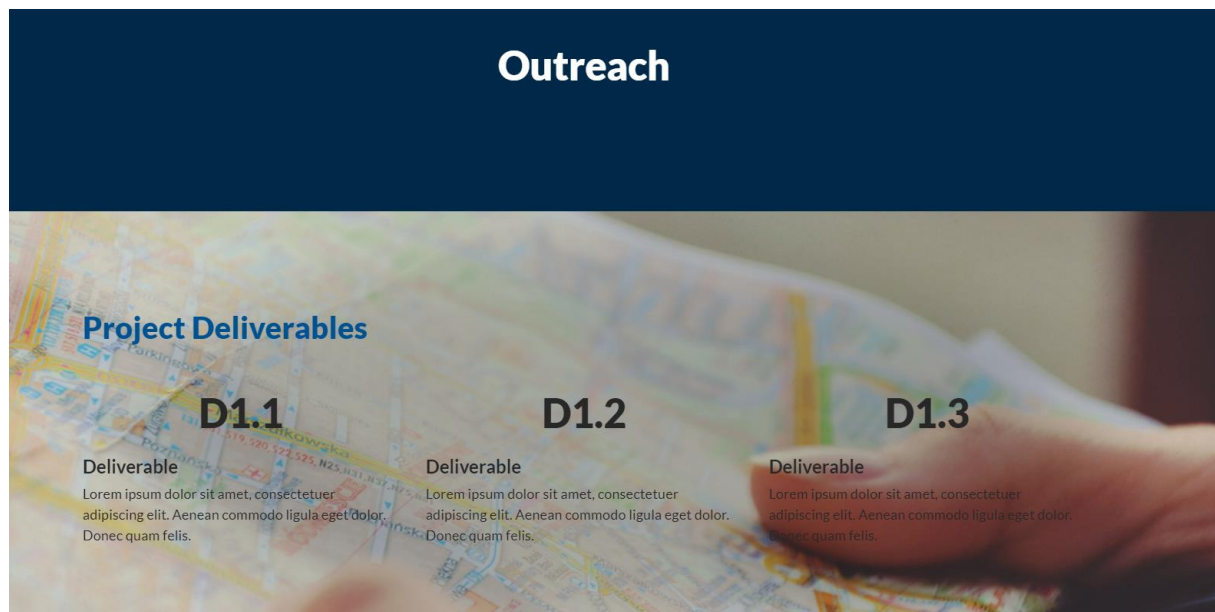 Outreach
Project Deliverables
D1.1
D1.2
D1.3
Deliverable
Lorem ipsum dolor sit amet, consectetuer
adipiscing elit. Aenean commodo ligula eget dolor.
Donec quam felis.
Deliverable
Lorem ipsum dolor sit amet, consectetuer
adipiscing elit. Aenean commodo ligula eget dolor.
Donec quam felis.
Deliverable
Lorem ipsum dolor sit amet, consectetuer
adipiscing elit. Aenean commodo ligula eget dolor.
Donec quam felis.
Poznańska